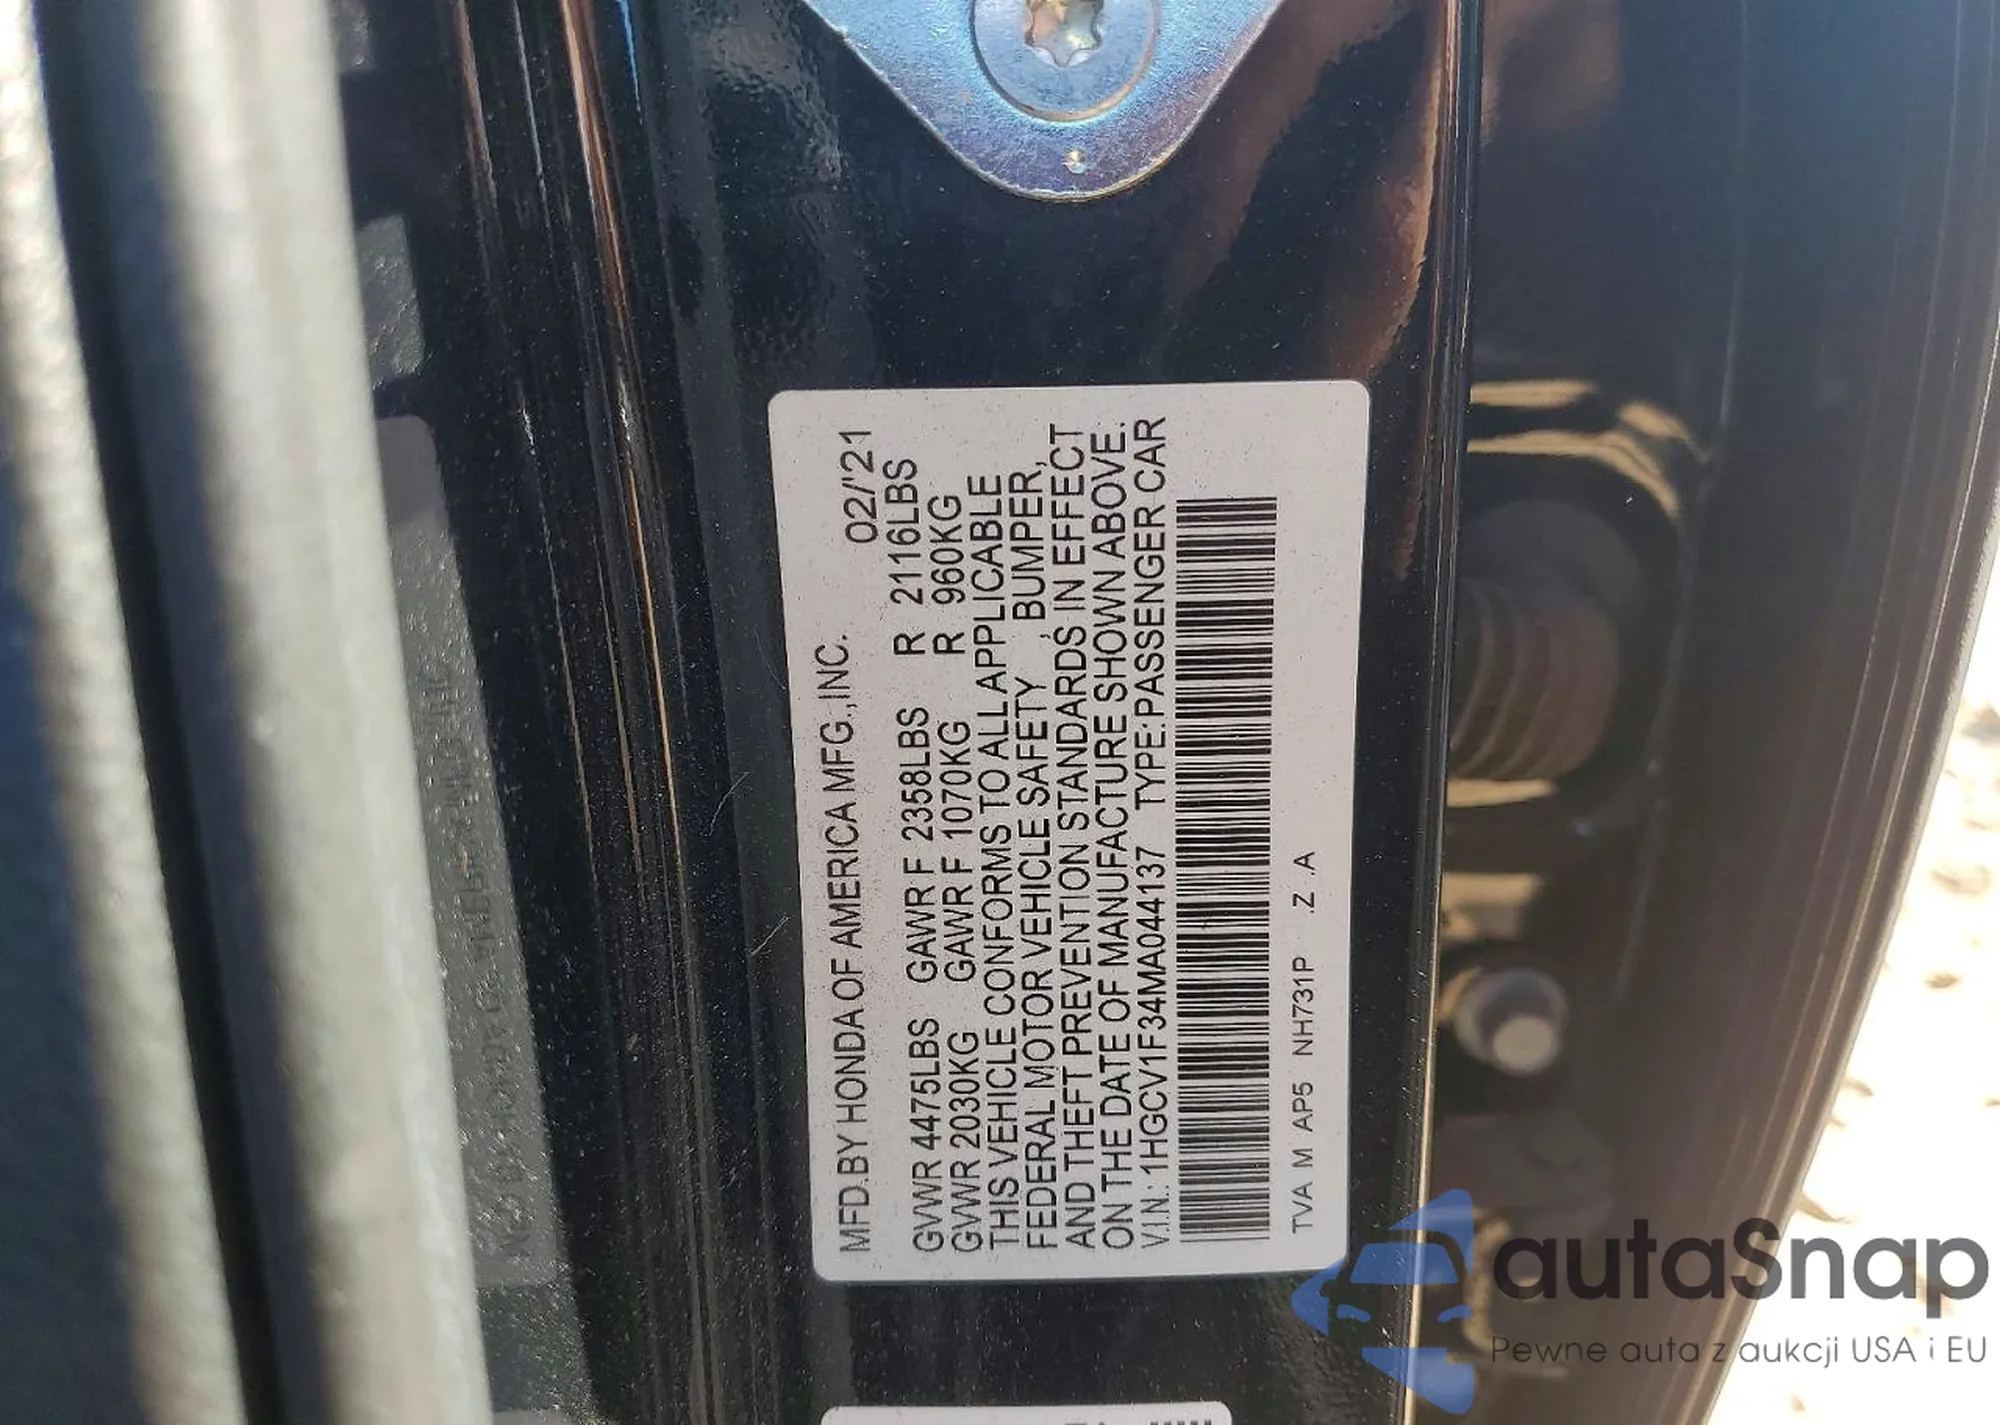 MFD.BY HONDA OF AMERICA MFG.,INC. 02/'21
GVWR 4475LBS GAWR F 2358LBS R 2116LBS
GVWR 2030KG GAWR F 1070KG R 960KG
THIS VEHICLE CONFORMS TO ALL APPLICABLE
FEDERAL MOTOR VEHICLE SAFETY , BUMPER,
AND THEFT PREVENTION STANDARDS IN EFFECT
ON THE DATE OF MANUFACTURE SHOWN ABOVE.
V.I.N.: 1HGCV1F34MA044137 TYPE:PASSENGER CAR
TVA M AP5 NH731P .Z .A
autaSnap
Pewne auta z aukcji USA i EU